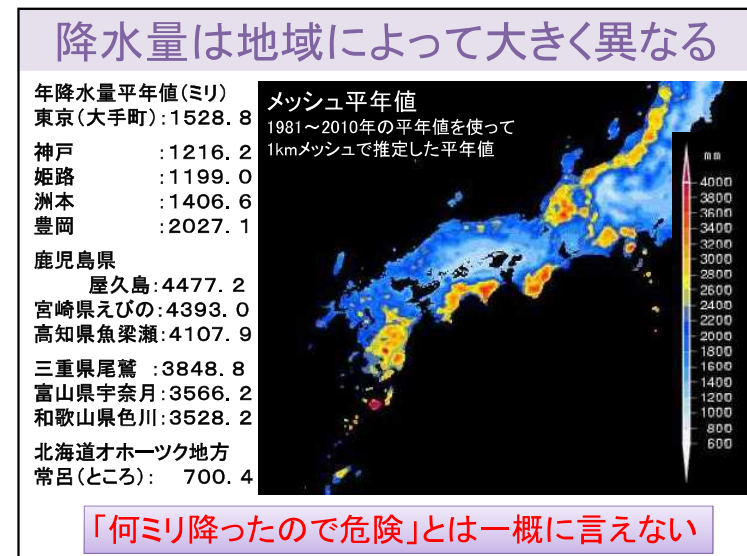 降水量は地域によって大きく異なる
年降水量平年値(ミリ)
東京(大手町):1528.8
神戸 :1216.2
姫路 :1199.0
洲本 :1406.6
豊岡 :2027.1
鹿児島県
屋久島:4477.2
宮崎県えびの:4393.0
高知県魚梁瀬:4107.9
三重県尾鷲 :3848.8
富山県宇奈月:3566.2
和歌山県色川:3528.2
北海道オホーツク地方
常呂(ところ): 700.4
メッシュ平年値
1981~2010年の平年値を使って
1kmメッシュで推定した平年値
mm
4000
3800
3600
3400
3200
3000
2800
2600
2400
2200
2000
1800
1600
1400
1200
1000
800
600
「何ミリ降ったので危険」とは一概に言えない